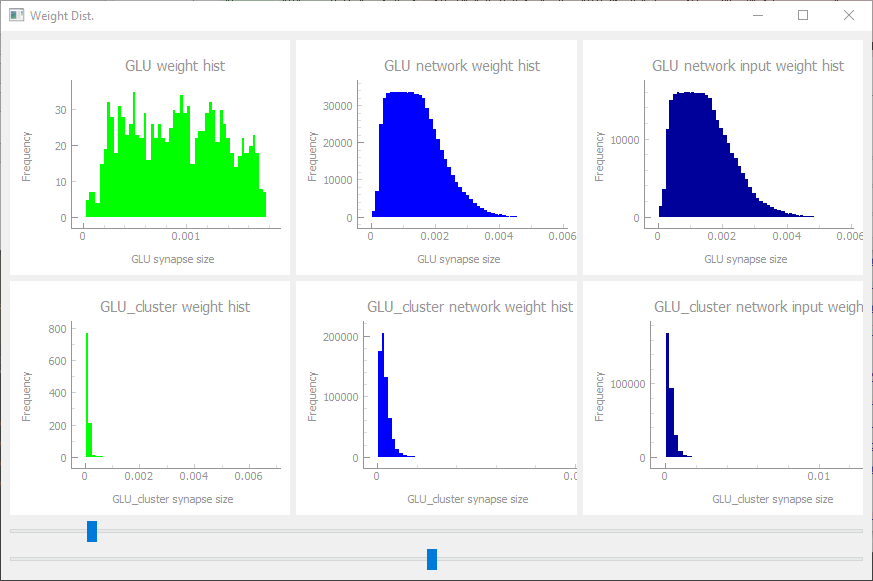 Weight Dist.
GLU weight hist
30
20
10
0
Frequency
0
0.001
GLU synapse size
GLU network weight hist
30000
20000
10000
0
Frequency
0
0.002
0.004
0.006
GLU synapse size
GLU network input weight hist
10000
0
Frequency
0
0.002
0.004
0.006
GLU synapse size
GLU_cluster weight hist
800
600
400
200
0
Frequency
0
0.002
0.004
0.006
GLU_cluster synapse size
GLU_cluster network weight hist
200000
100000
0
Frequency
0
GLU_cluster synapse size
GLU_cluster network input weigh
100000
0
Frequency
0
0.01
GLU_cluster synapse size